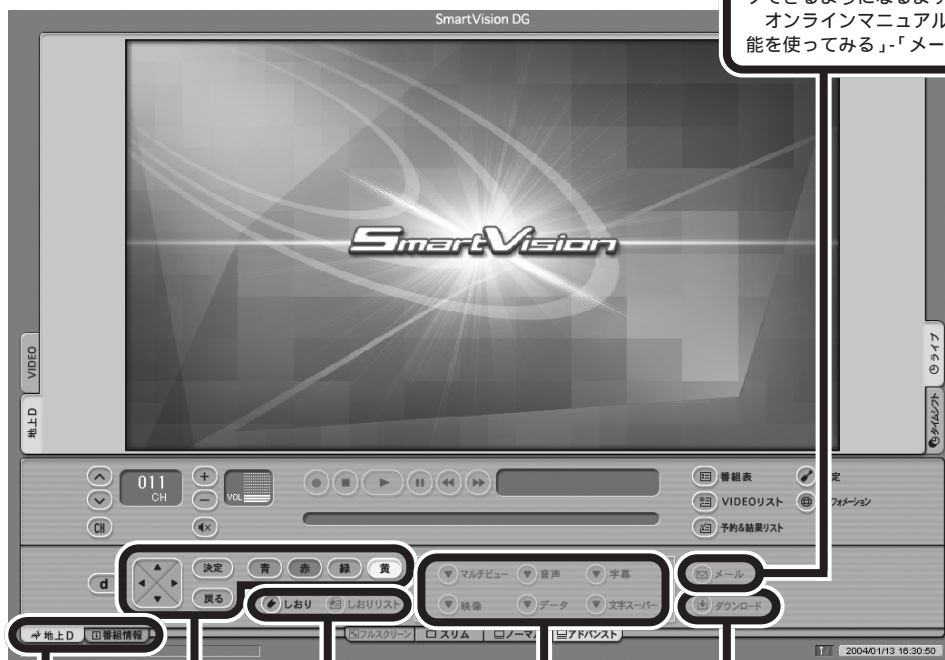 できるようになるよう
オンラインマニュアル
能を使ってみる」-「メー
SmartVision DG
SmartVision
VIDEO
地上D
ライブ
タイムシフト
011
CH
VOL
CH
番組表
定
VIDEOリスト
フォメーション
予約&結果リスト
d
決定
青
赤
緑
黄
戻る
しおり
しおりリスト
マルチビュー
音声
字幕
映像
データ
文字スーパー
メール
ダウンロード
地上D
番組情報
フルスクリーン
スリム
ノーマル
アドバンスト
2004/01/13 16:30:50